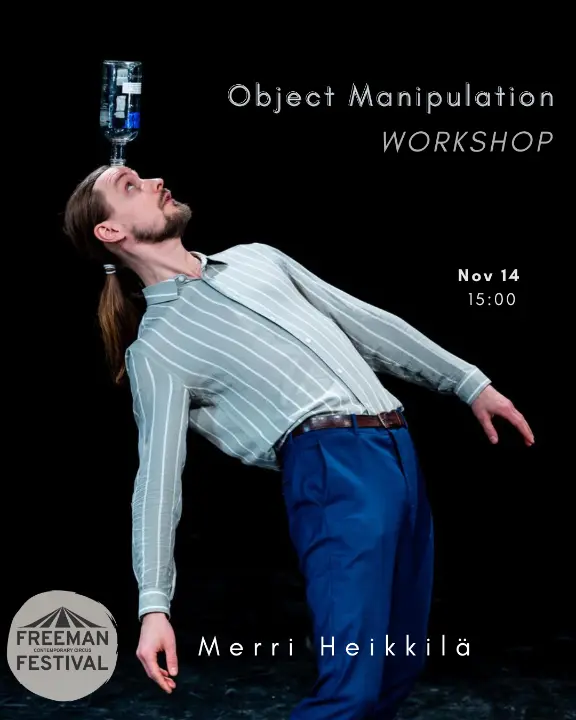 Object Manipulation
WORKSHOP
Nov 14
15:00
Merri Heikkilä
FREEMAN
CONTEMPORARY CIRCUS
FESTIVAL